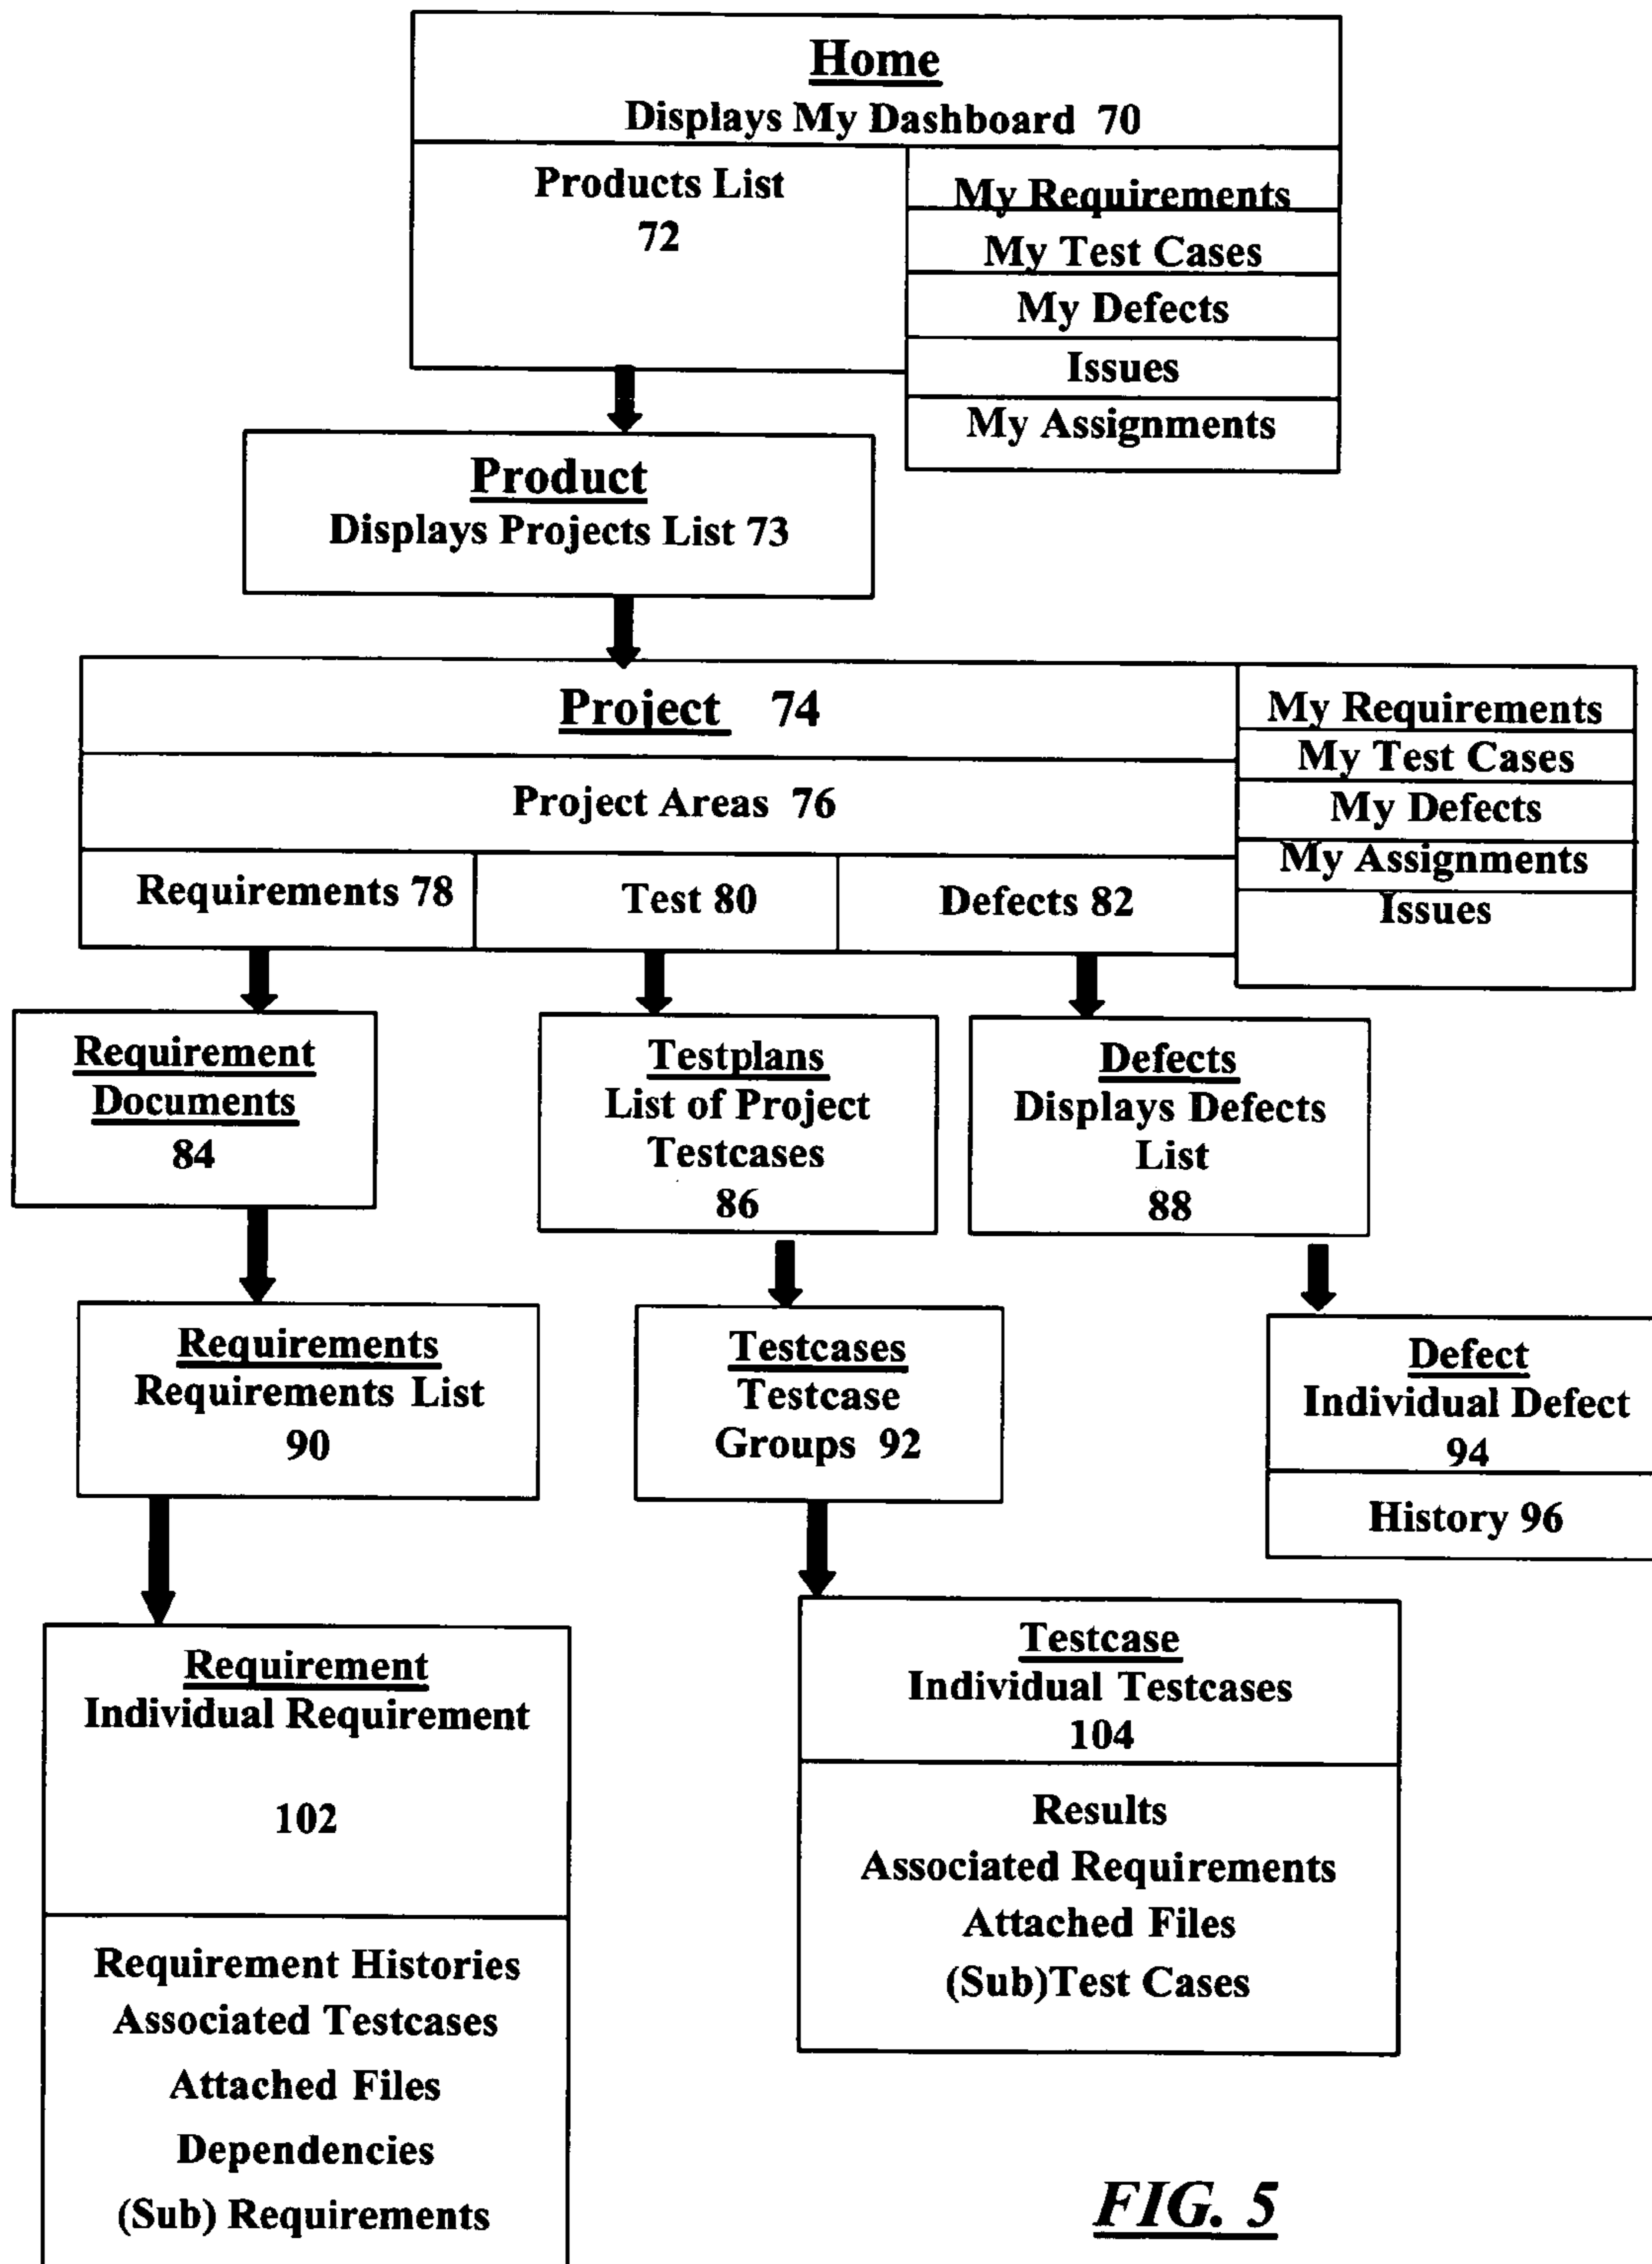 Home
Displays My Dashboard 70
Products List
72
My Requirements
My Test Cases
My Defects
Issues
My Assignments
Product
Displays Projects List 73
Project 74
Project Areas 76
Requirements 78
Test 80
Defects 82
My Requirements
My Test Cases
My Defects
My Assignments
Issues
Requirement
Documents
84
Testplans
List of Project
Testcases
86
Defects
Displays Defects
List
88
Requirements
Requirements List
90
Testcases
Testcase
Groups 92
Defect
Individual Defect
94
History 96
Requirement
Individual Requirement
102
Requirement Histories
Associated Testcases
Attached Files
Dependencies
(Sub) Requirements
Testcase
Individual Testcases
104
Results
Associated Requirements
Attached Files
(Sub)Test Cases
FIG. 5